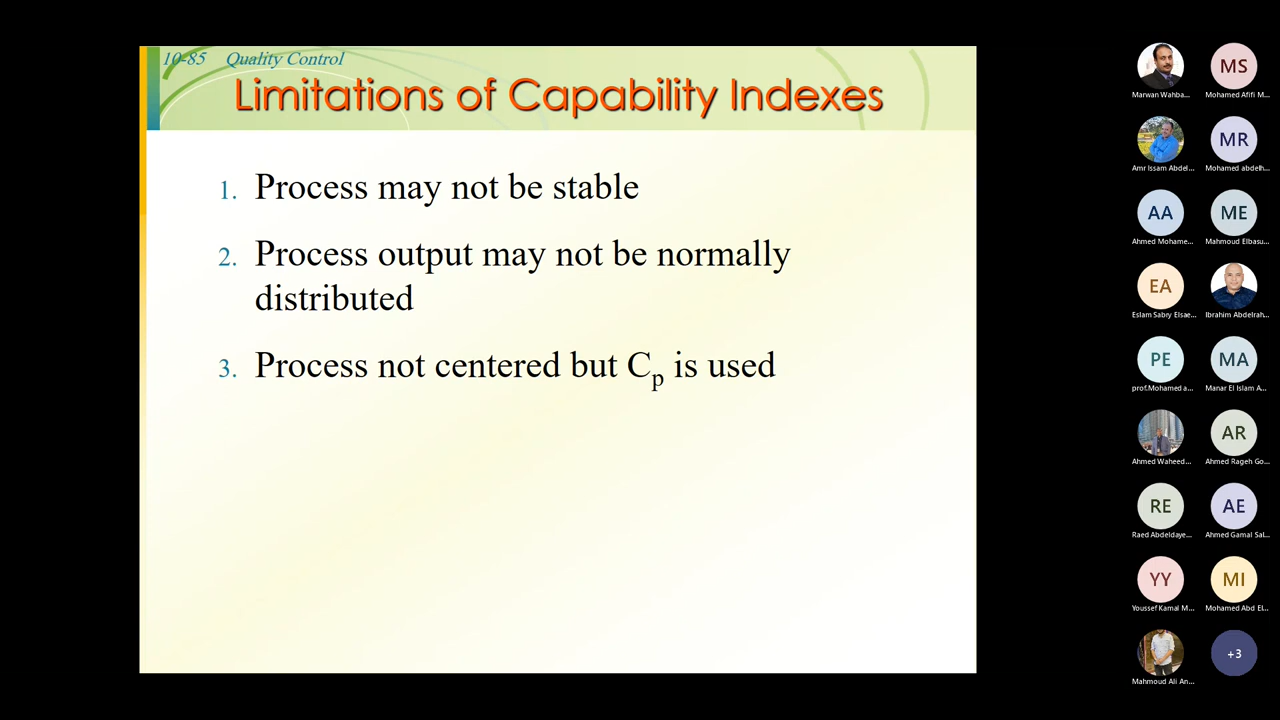 10-85 Quality Control
Limitations of Capability Indexes
1. Process may not be stable
2. Process output may not be normally
distributed
3. Process not centered but Cp is used
Marwan Wahba...
MS
Mohamed Afifi M...
Amr Issam Abdel...
MR
Mohamed abdelh...
AA
Ahmed Mohame...
ME
Mahmoud Elbasu...
EA
Eslam Sabry Elsae...
Ibrahim Abdelrah...
PE
prof.Mohamed a...
MA
Manar El Islam A...
Ahmed Waheed...
AR
Ahmed Rageh Go...
RE
Raed Abdeldaye...
AE
Ahmed Gamal Sal...
YY
Youssef Kamal M...
MI
Mohamed Abd El...
Mahmoud Ali An...
+3